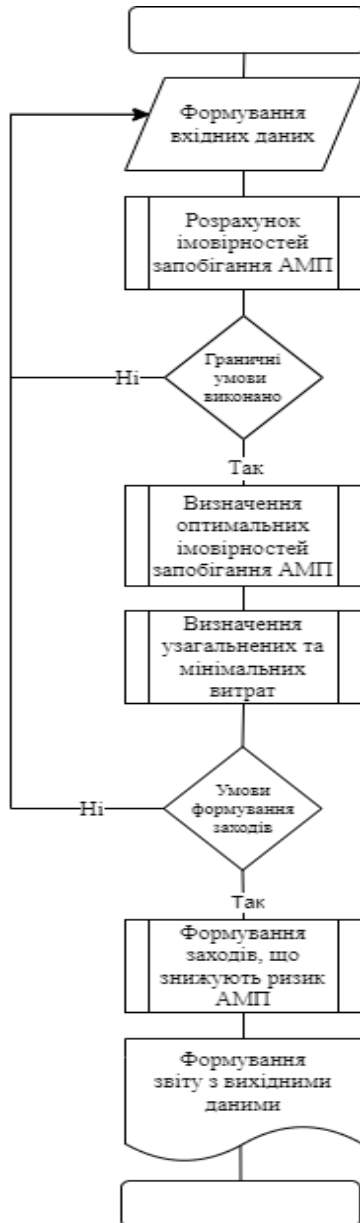 Формування
вхідних даних
Розрахунок
імовірностей
запобігання АМП
Граничні
умови
виконано
Ні
Так
Визначення
оптимальних
імовірностей
запобігання АМП
Визначення
узагальнених та
мінімальних
витрат
Умови
формування
заходів
Ні
Так
Формування
заходів, що
знижують ризик
АМП
Формування
звіту з вихідними
даними